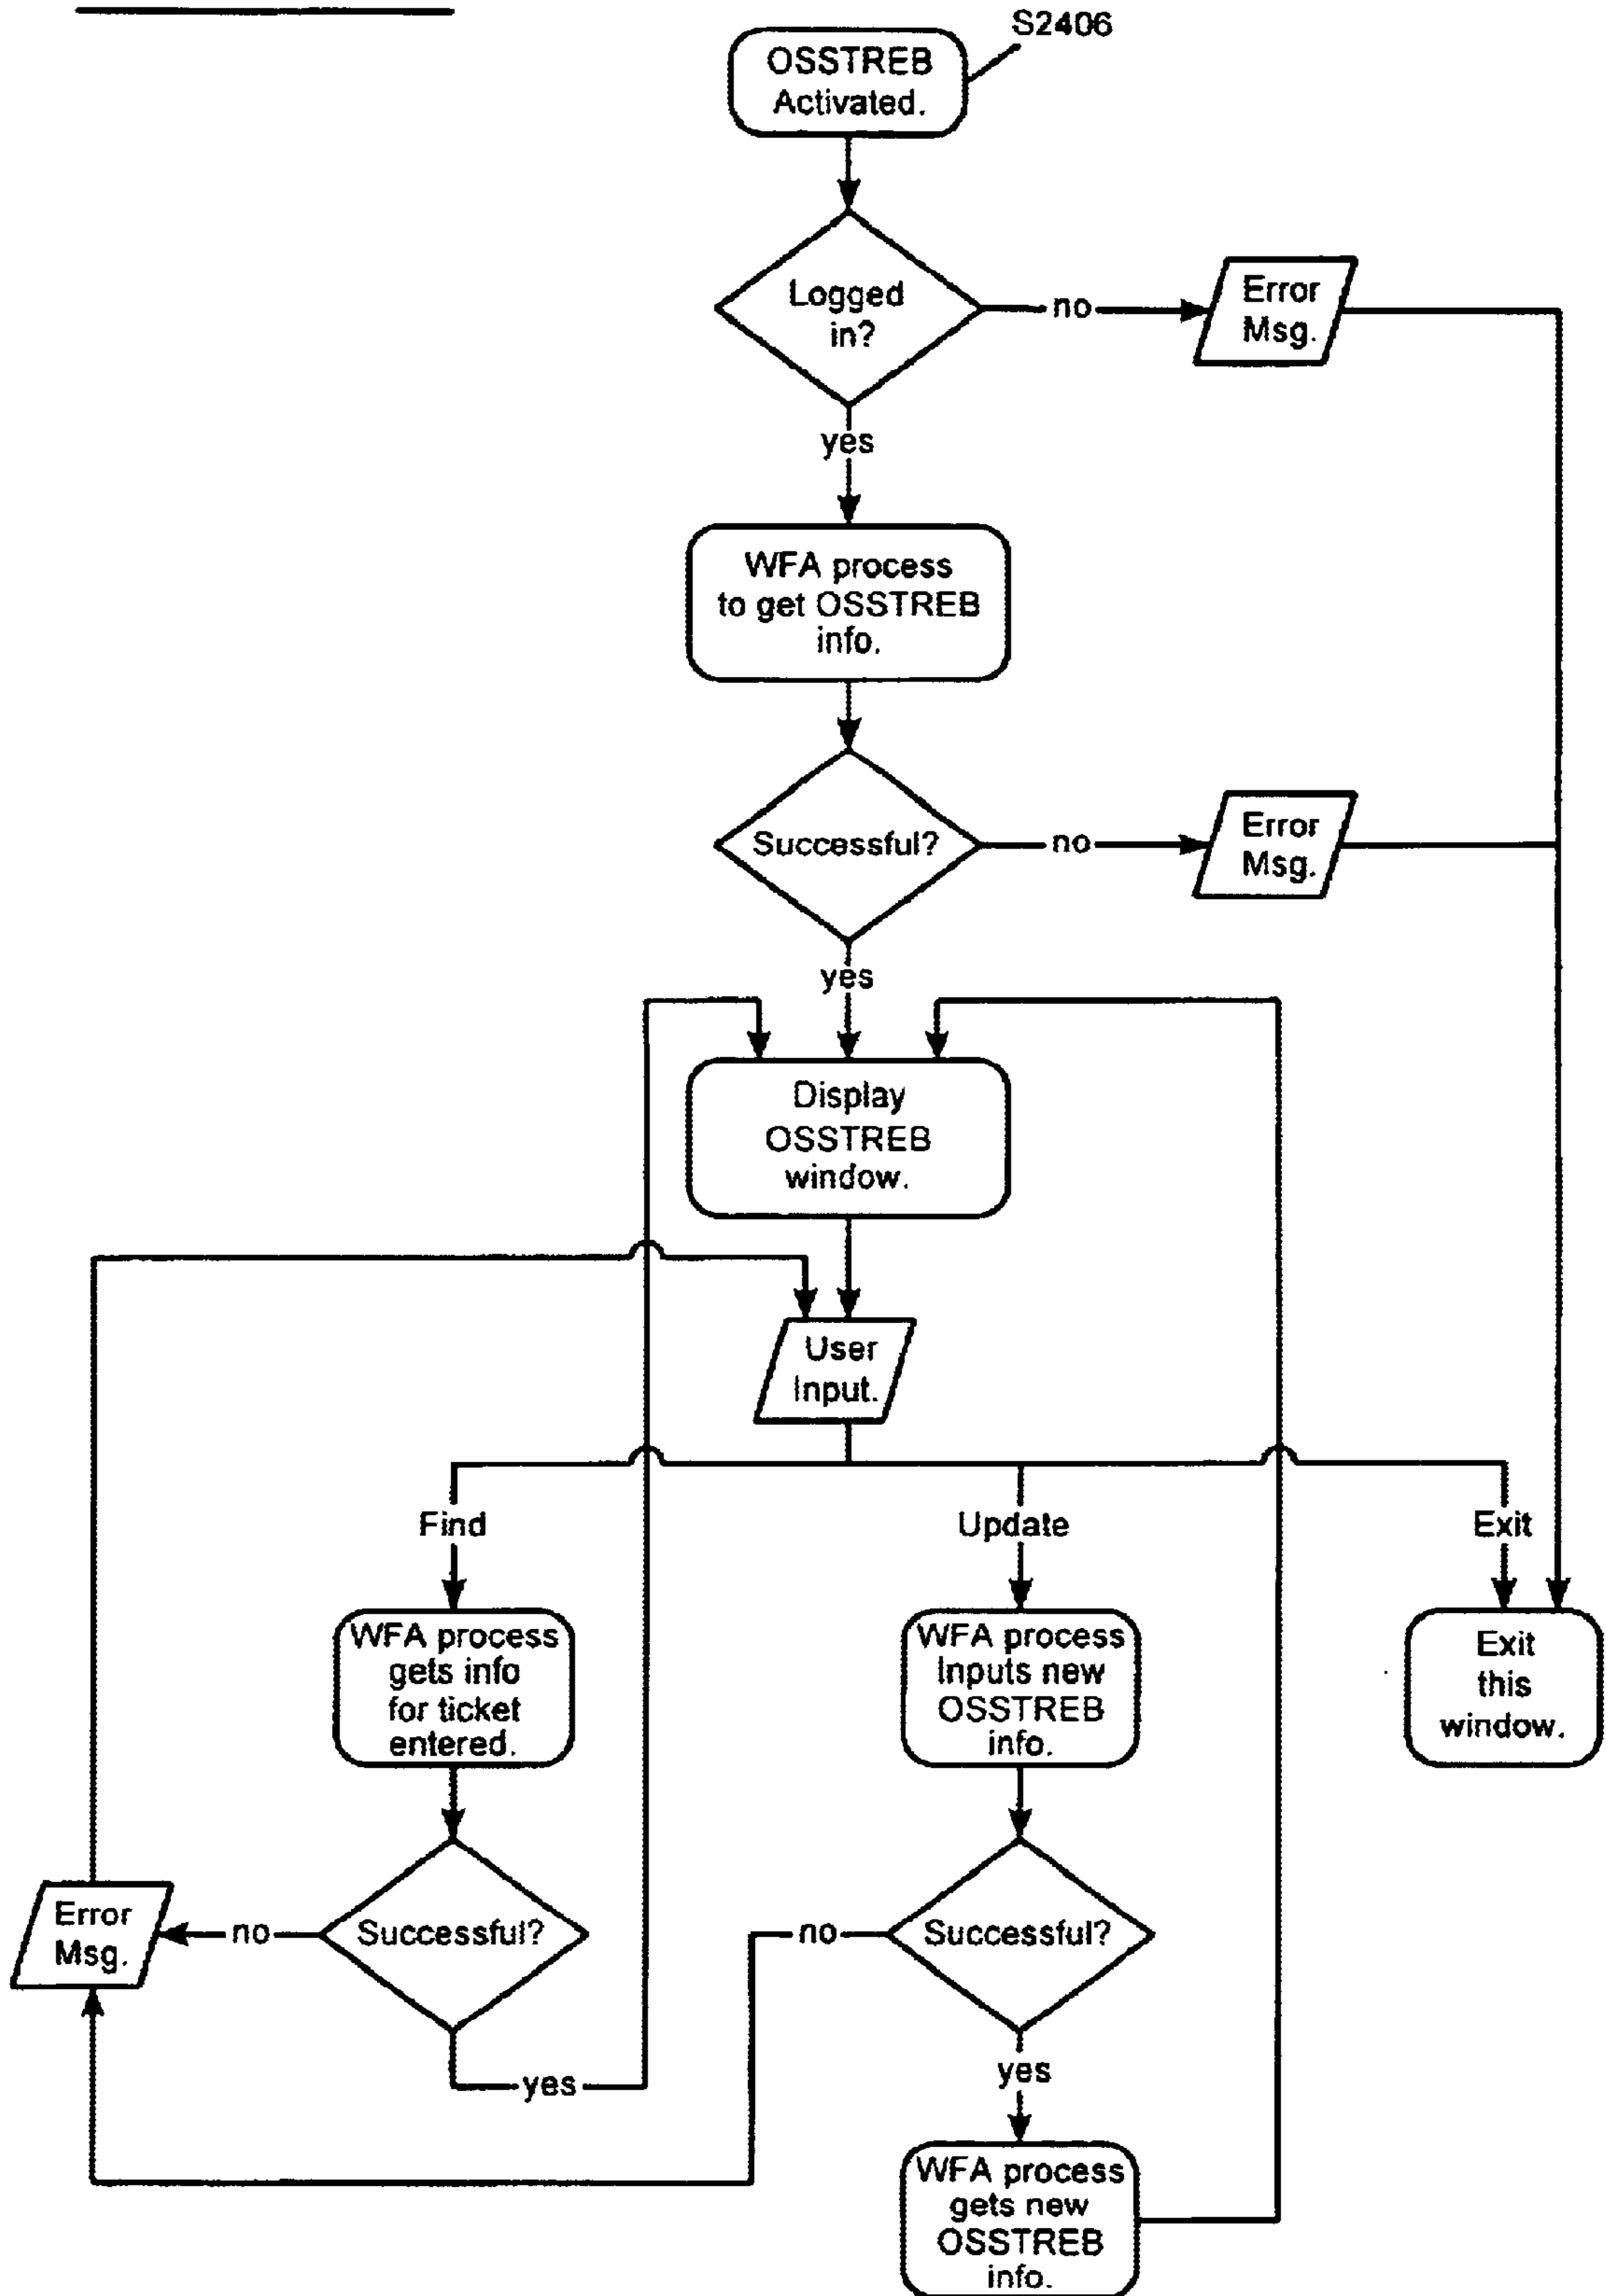 S2406
OSSTREB
Activated.
Logged
in?
no
Error
Msg.
yes
WFA process
to get OSSTREB
info.
Successful?
no
Error
Msg.
yes
Display
OSSTREB
window.
User
Input.
Find
Update
Exit
WFA process
gets info
for ticket
entered.
WFA process
Inputs new
OSSTREB
info.
Exit
this
window.
Error
Msg.
no
Successful?
no
Successful?
yes
yes
WFA process
gets new
OSSTREB
info.